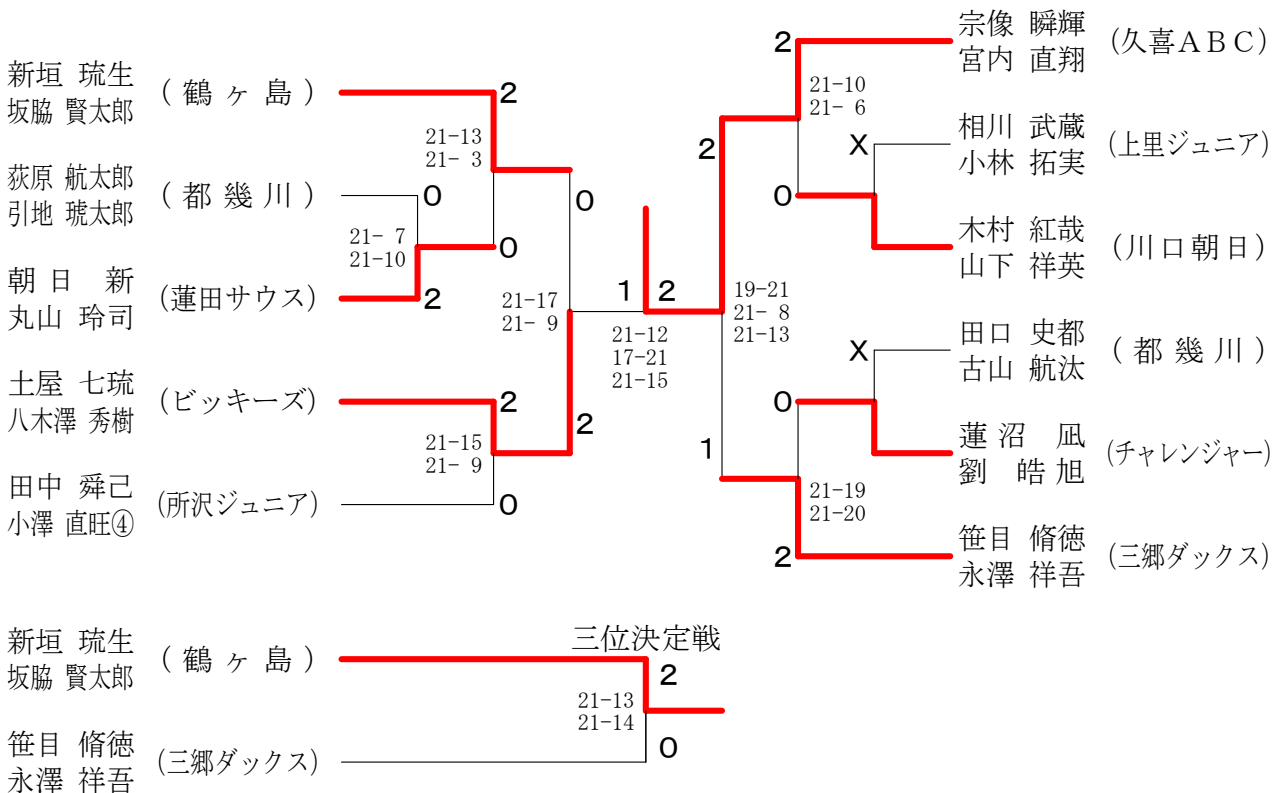 新垣 琉生
坂脇 賢太郎
(鶴ヶ島)
2
21-13
21- 3
荻原 航太郎
引地 琥太郎
(都幾川)
0
21- 7
21-10
0
朝日 新
丸山 玲司
(蓮田サウス)
2
0
21-17
21- 9
土屋 七琉
八木澤 秀樹
(ビッキーズ)
2
2
21-15
21- 9
田中 舜己
小澤 直旺④
(所沢ジュニア)
0
1
2
21-12
17-21
21-15
宗像 瞬輝
宮内 直翔
(久喜ABC)
2
21-10
21- 6
2
相川 武蔵
小林 拓実
(上里ジュニア)
X
0
木村 紅哉
山下 祥英
(川口朝日)
19-21
21- 8
21-13
田口 史都
古山 航汰
(都幾川)
X
0
蓮沼 凪
劉 皓旭
(チャレンジャー)
1
21-19
21-20
笹目 脩徳
永澤 祥吾
(三郷ダックス)
2
三位決定戦
新垣 琉生
坂脇 賢太郎
(鶴ヶ島)
2
21-13
21-14
笹目 脩徳
永澤 祥吾
(三郷ダックス)
0